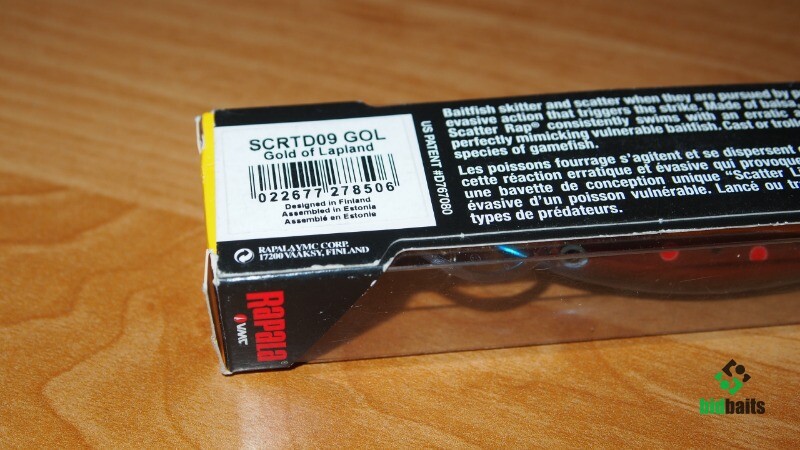 SCRTD09 GOL
Gold of Lapland
022677 278506
Designed in Finland
Assembled in Estonia
Assemblé en Estonie
US PATENT #D767080
Baitfish skitter and scatter when they are pursued by
evasive action that triggers the strike. Made of balsa,
Scatter Rap® consistently swims with an erratic
perfectly mimicking vulnerable baitfish. Cast or
species of gamefish.
Les poissons fourrage s'agitent et se dispersent
cette réaction erratique et évasive qui
une bavette de conception unique "Scatter
évasive d'un poisson vulnérable. Lancé ou
types de prédateurs.
RAPALA VMC CORP.
17200 VÄÄKSY, FINLAND
Rapala
VMC
bidbaits